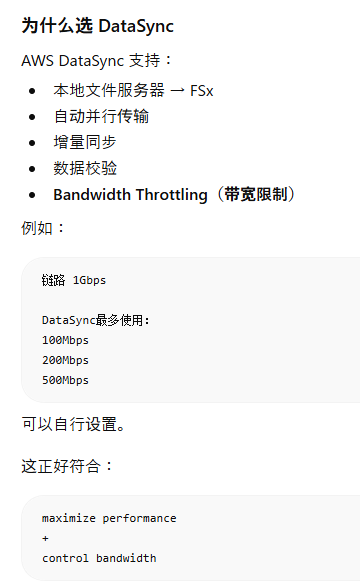 为什么选 DataSync
AWS DataSync 支持：
• 本地文件服务器 → FSx
• 自动并行传输
• 增量同步
• 数据校验
• Bandwidth Throttling（带宽限制）
例如：
链路 1Gbps
DataSync最多使用:
100Mbps
200Mbps
500Mbps
可以自行设置。
这正好符合：
maximize performance
+
control bandwidth